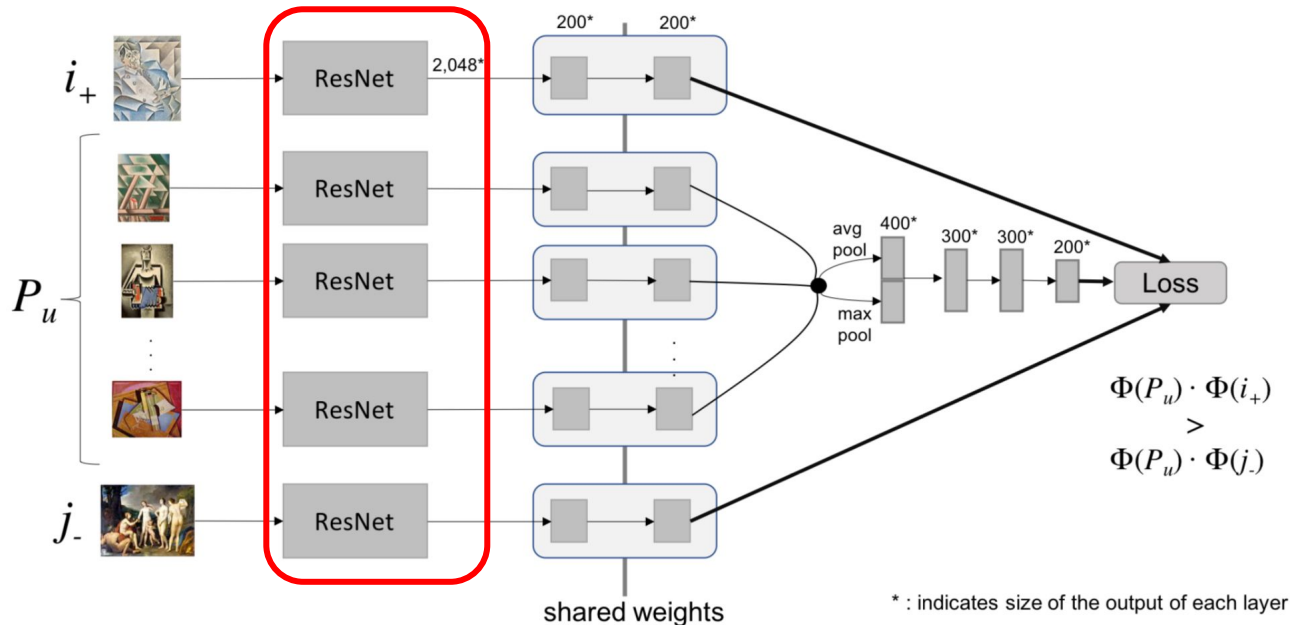 200* 200*
i₊ ResNet 2,048*
ResNet
avg pool 400* 300* 300* 200*
Pᵤ ResNet
Loss
max pool
ResNet
Φ(Pᵤ) · Φ(i₊)
>
Φ(Pᵤ) · Φ(j₋)
j₋ ResNet
shared weights
* : indicates size of the output of each layer